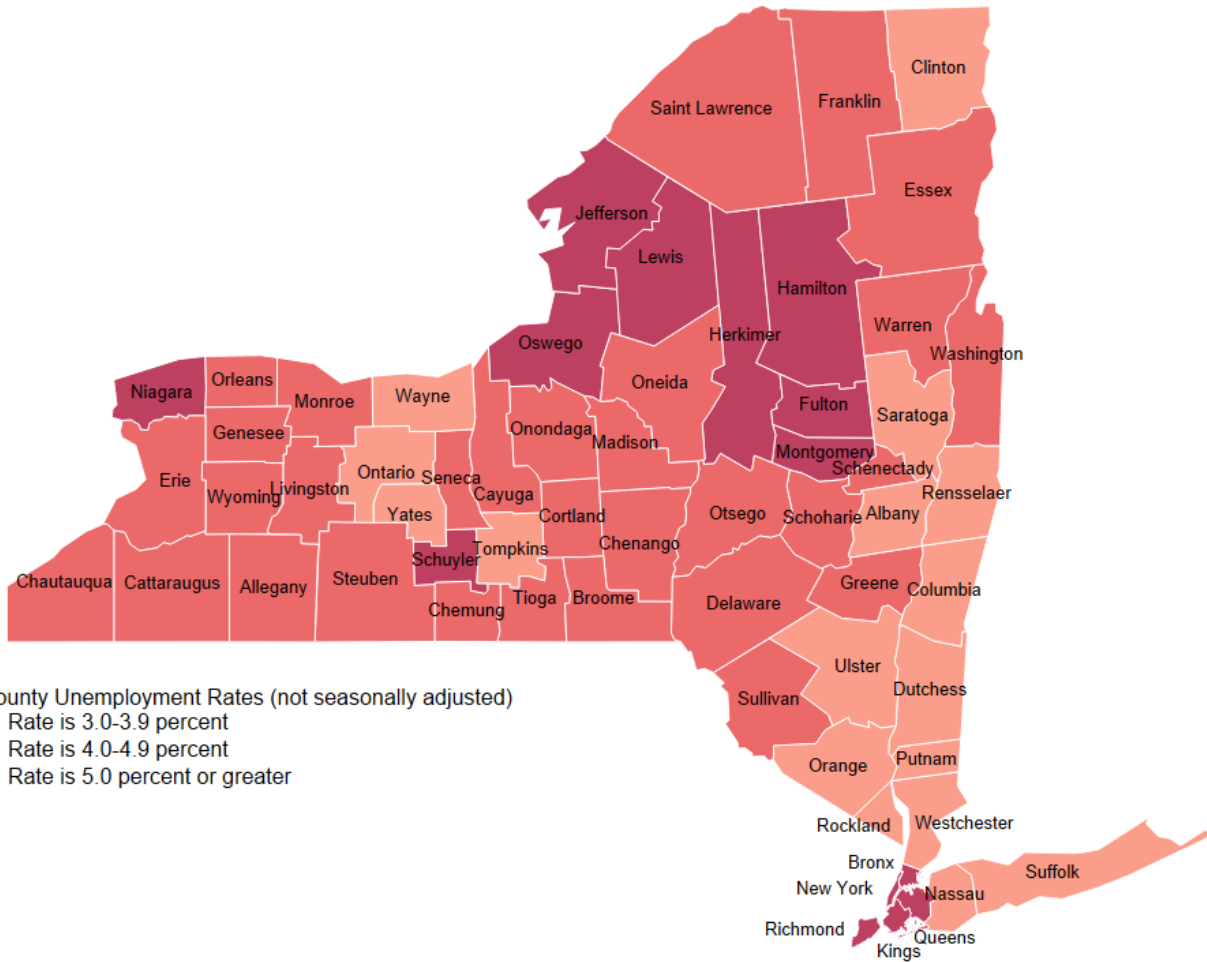 Clinton
Saint Lawrence
Franklin
Essex
Jefferson
Lewis
Hamilton
Herkimer
Warren
Oswego
Washington
Oneida
Orleans
Niagara
Wayne
Monroe
Fulton
Saratoga
Genesee
Onondaga
Madison
Montgomery
Schenectady
Ontario
Seneca
Erie
Livingston
Wyoming
Cayuga
Rensselaer
Yates
Cortland
Otsego
Schoharie
Albany
Chenango
Tompkins
Schuyler
Chautauqua
Cattaraugus
Allegany
Steuben
Greene
Columbia
Chemung
Tioga
Broome
Delaware
Ulster
Dutchess
Sullivan
ounty Unemployment Rates (not seasonally adjusted)
Rate is 3.0-3.9 percent
Rate is 4.0-4.9 percent
Rate is 5.0 percent or greater
Putnam
Orange
Rockland
Westchester
Bronx
Suffolk
New York
Nassau
Richmond
Queens
Kings